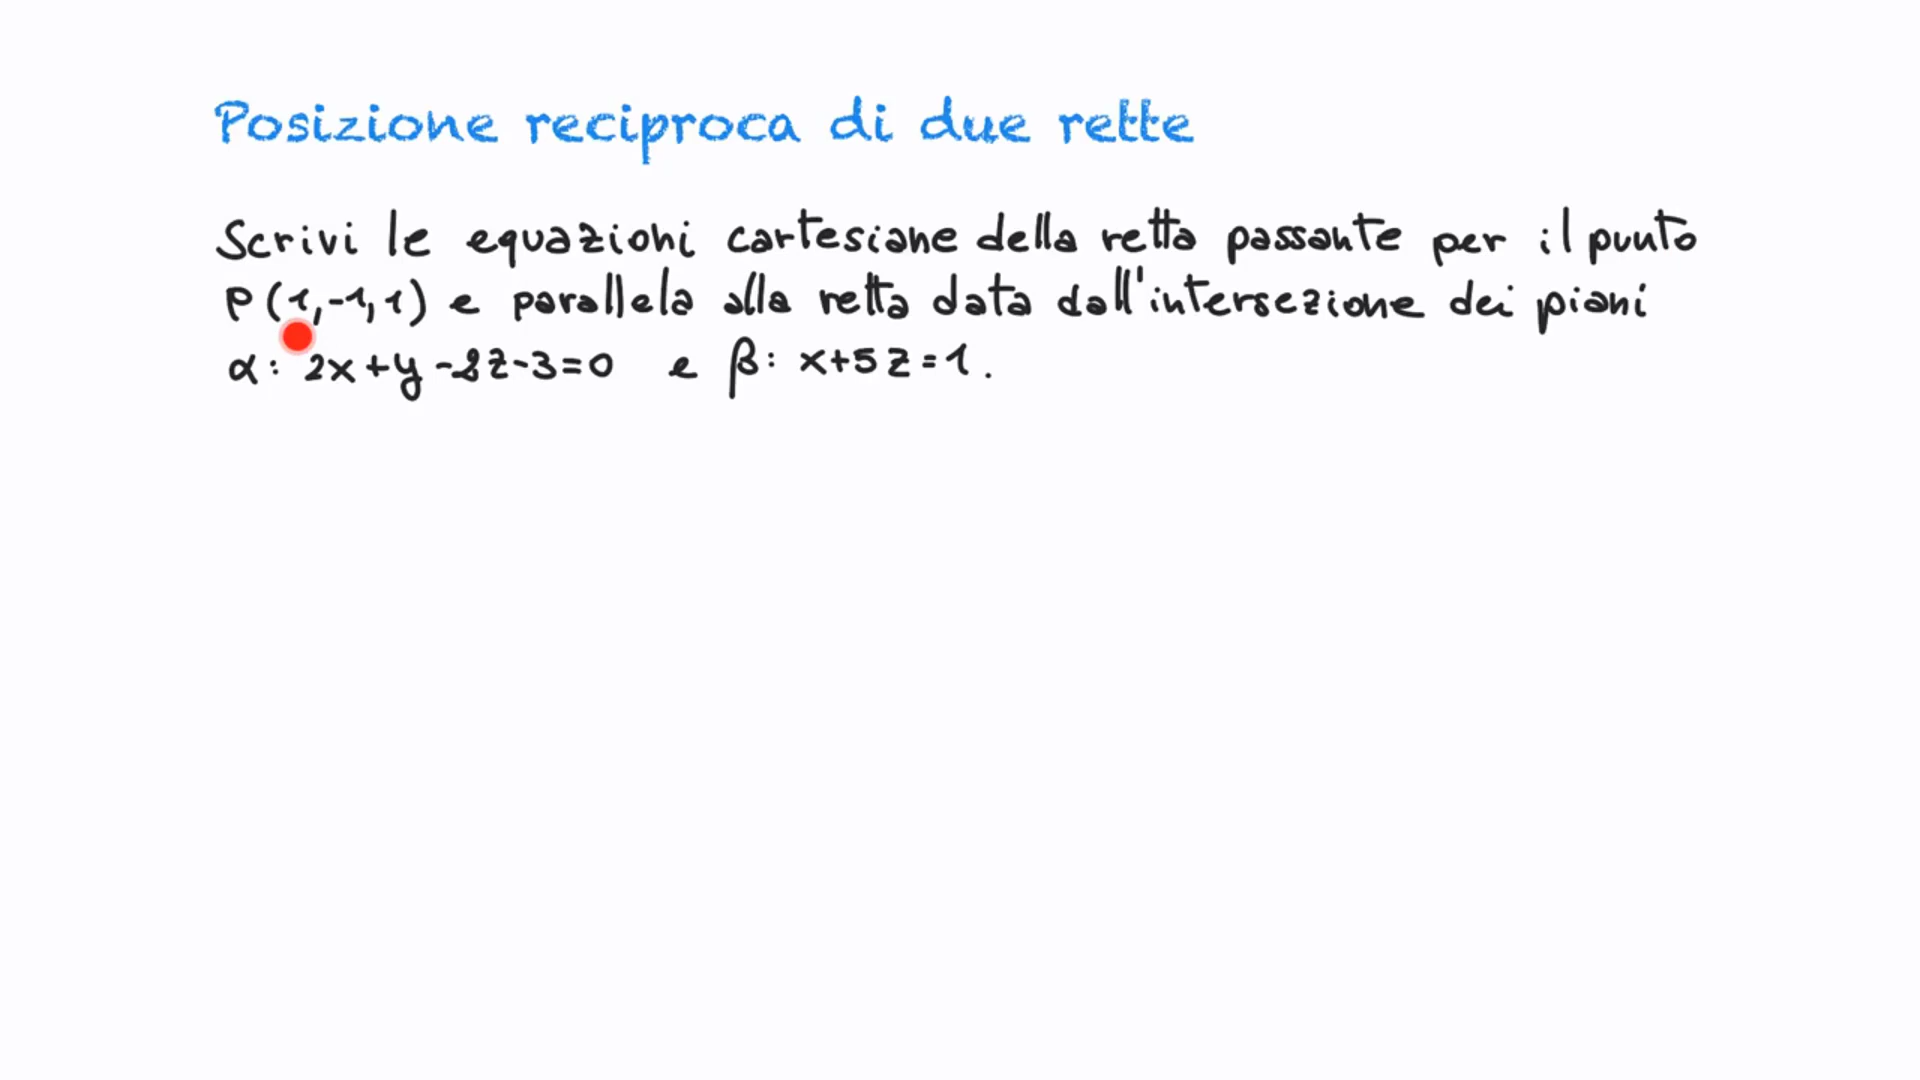 Posizione reciproca di due rette
Scrivi le equazioni cartesiane della retta passante per il punto
P(1,-1,1) e parallela alla retta data dall'intersezione dei piani
α: 2x+y-2z-3=0 e β: x+5z=1.